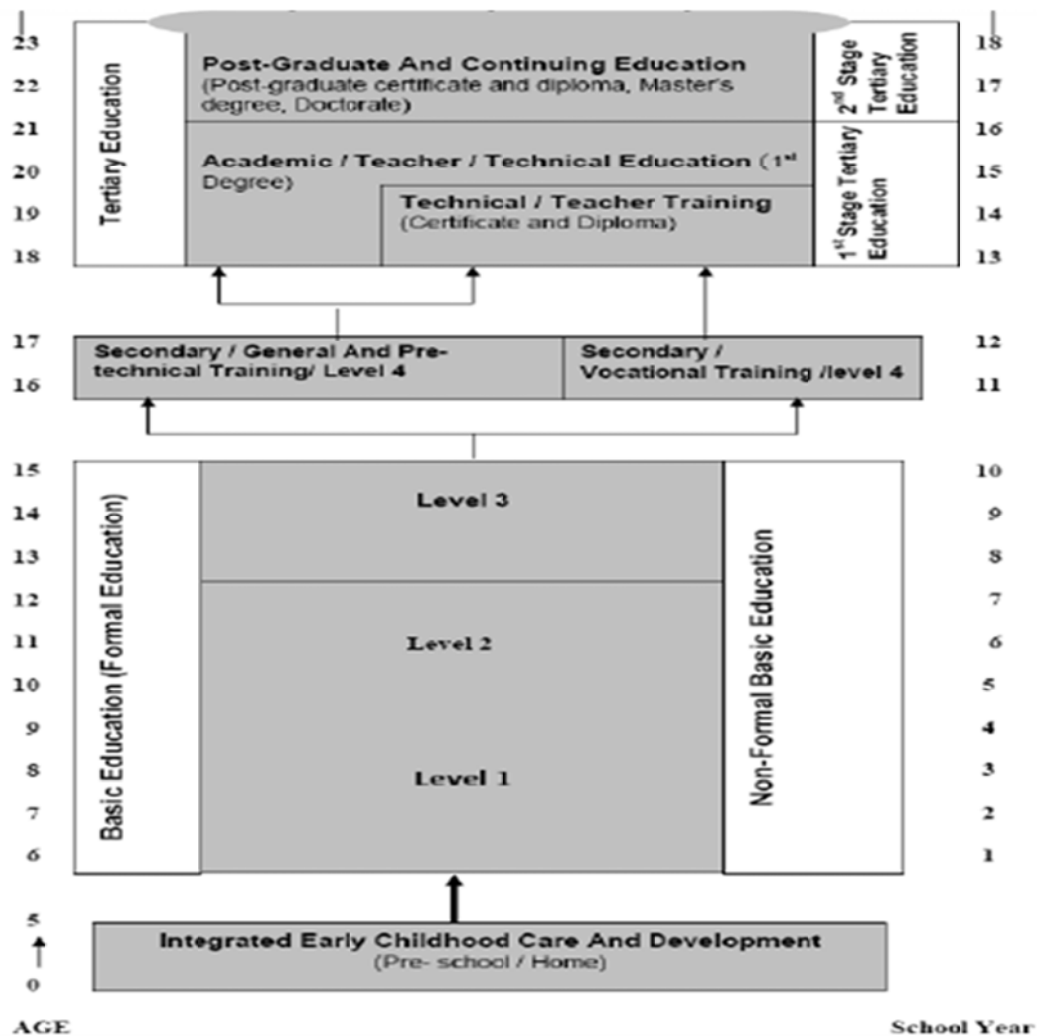 23
22
21
20
19
18
Tertiary Education
Post-Graduate And Continuing Education
(Post-graduate certificate and diploma, Master's
degree, Doctorate)
Academic / Teacher / Technical Education (1st
Degree)
Technical / Teacher Training
(Certificate and Diploma)
2nd Stage
Tertiary
Education
1st Stage Tertiary
Education
18
17
16
15
14
13
17
16
Secondary / General And Pre-
technical Training/ Level 4
Secondary /
Vocational Training /level 4
12
11
15
14
13
12
11
10
9
8
7
6
Basic Education (Formal Education)
Level 3
Level 2
Level 1
Non-Formal Basic Education
10
9
8
7
6
5
4
3
2
1
5
0
Integrated Early Childhood Care And Development
(Pre- school / Home)
AGE
School Year